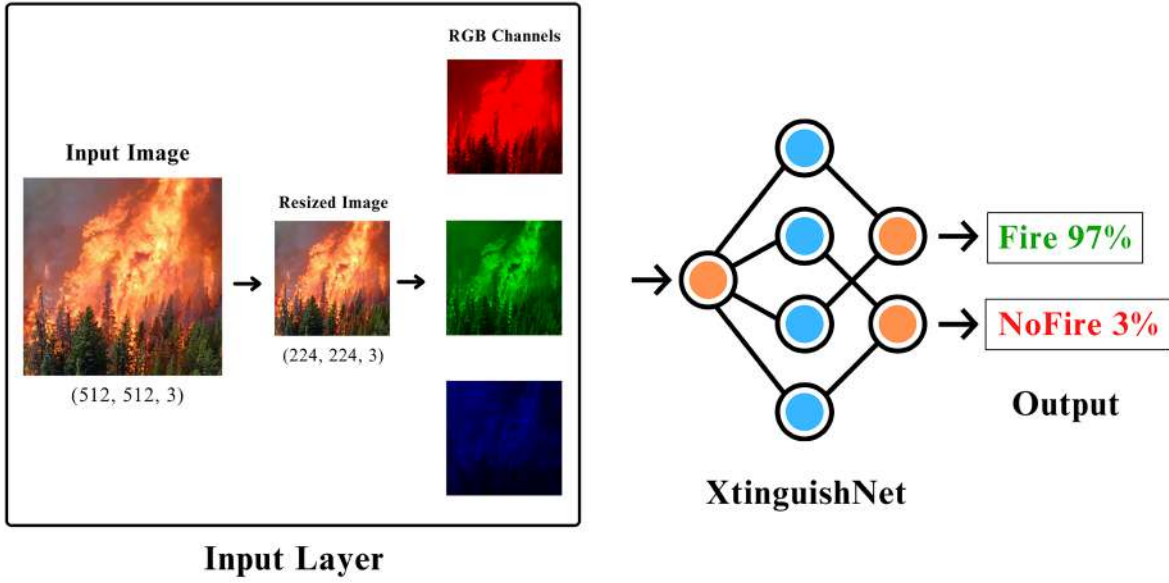 RGB Channels
Input Image
Resized Image
(224, 224, 3)
(512, 512, 3)
Input Layer
XtinguishNet
Fire 97%
NoFire 3%
Output